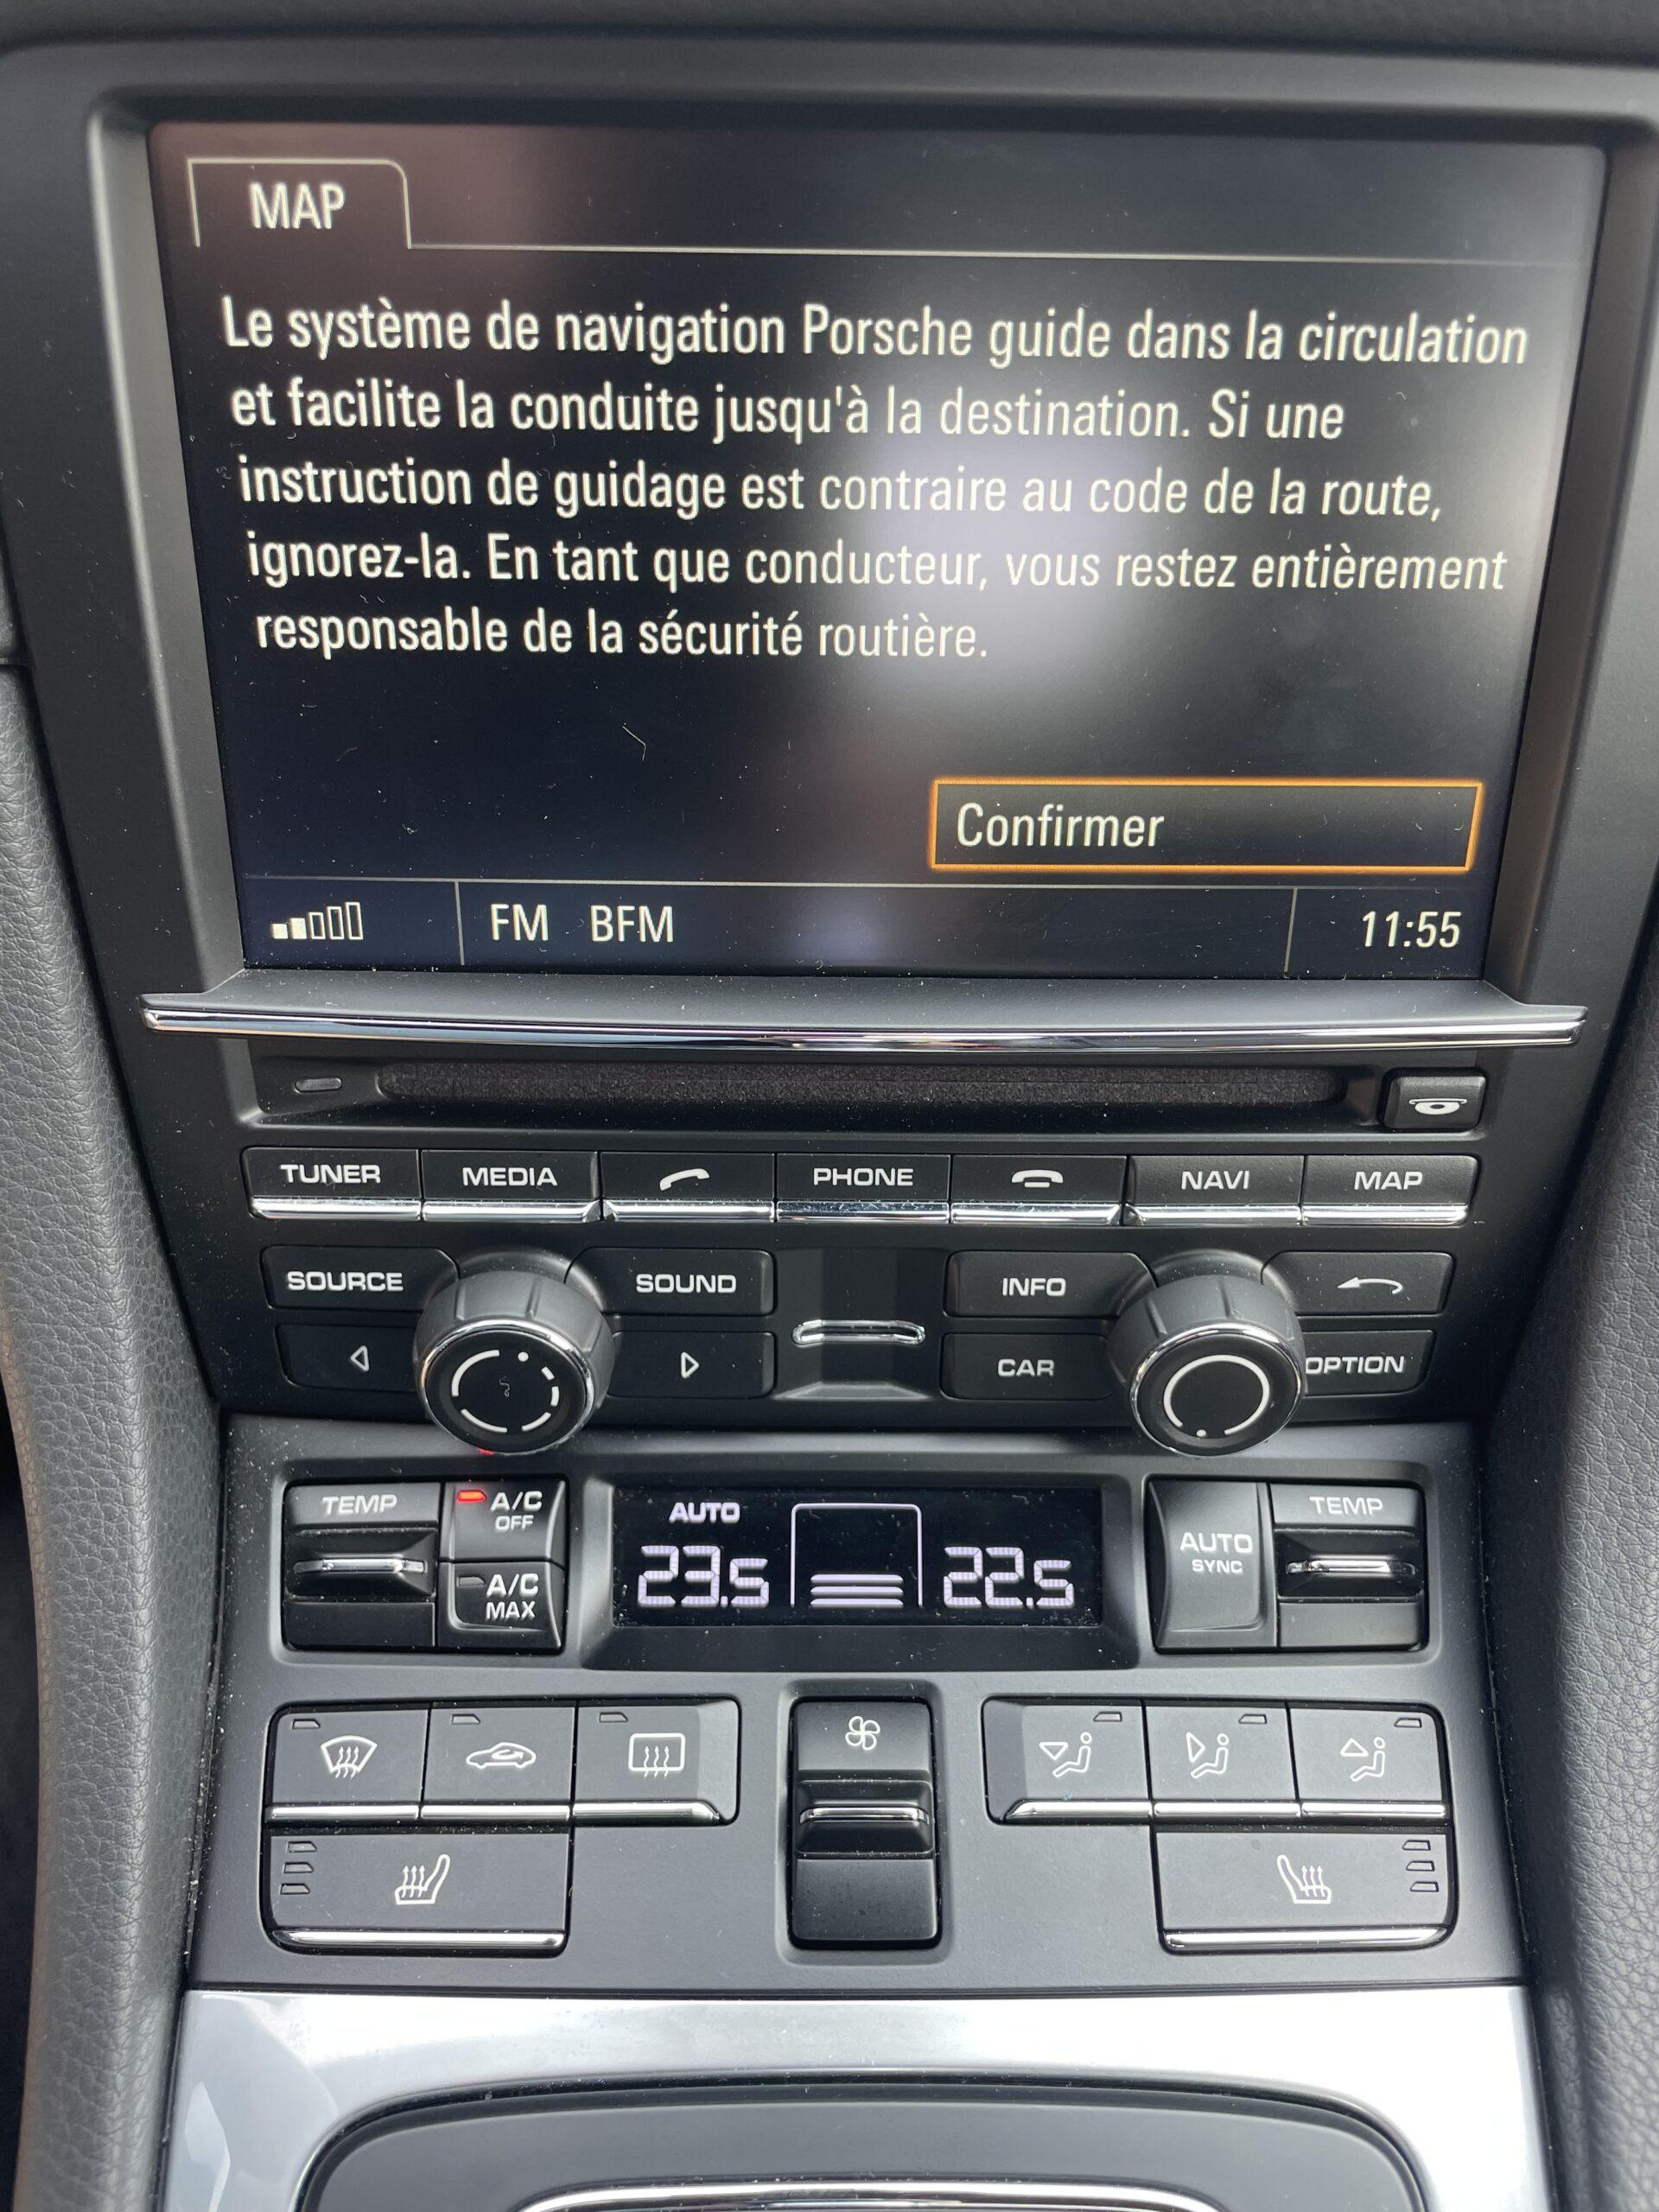 MAP
Le système de navigation Porsche guide dans la circulation
et facilite la conduite jusqu'à la destination. Si une
instruction de guidage est contraire au code de la route,
ignorez-la. En tant que conducteur, vous restez entièrement
responsable de la sécurité routière.
Confirmer
FM BFM 11:55
TUNER MEDIA PHONE NAVI MAP
SOURCE SOUND INFO
CAR OPTION
TEMP A/C OFF AUTO AUTO SYNC TEMP
23.5 22.5
A/C MAX